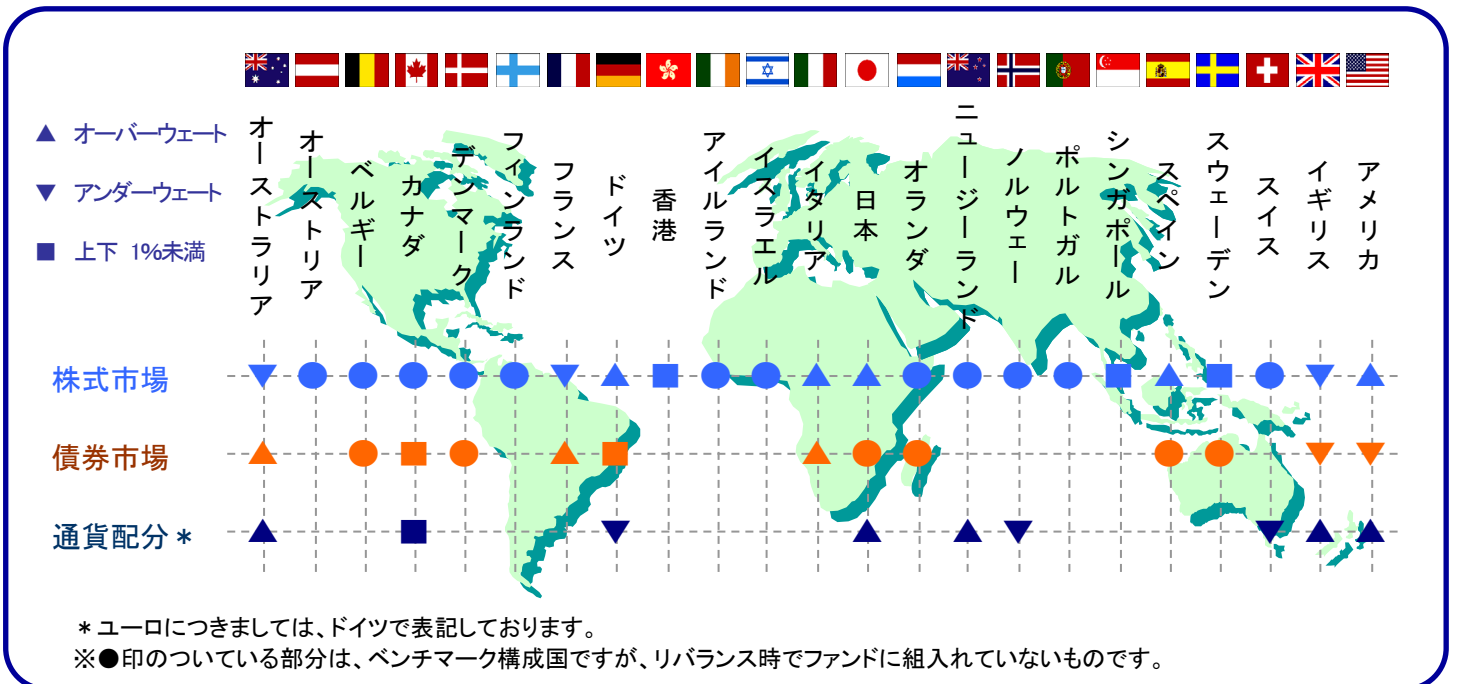 ▲ オーバーウェート
▼ アンダーウェート
■ 上下 1%未満
オーストラリア
オーストリア
ベルギー
カナダ
デンマーク
フィンランド
フランス
ドイツ
香港
アイルランド
イスラエル
イタリア
日本
オランダ
ニュージーランド
ノルウェー
ポルトガル
シンガポール
スペイン
スウェーデン
スイス
イギリス
アメリカ
株式市場
債券市場
通貨配分*
*ユーロにつきましては、ドイツで表記しております。
※●印のついている部分は、ベンチマーク構成国ですが、リバランス時でファンドに組入れていないものです。